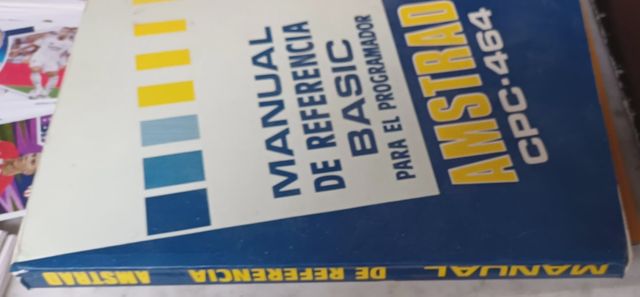 MANUAL
DE REFERENCIA
BASIC
PARA EL PROGRAMADOR
AMSTRAD
CPC-464
MANUAL DE REFERENCIA AMSTRAD